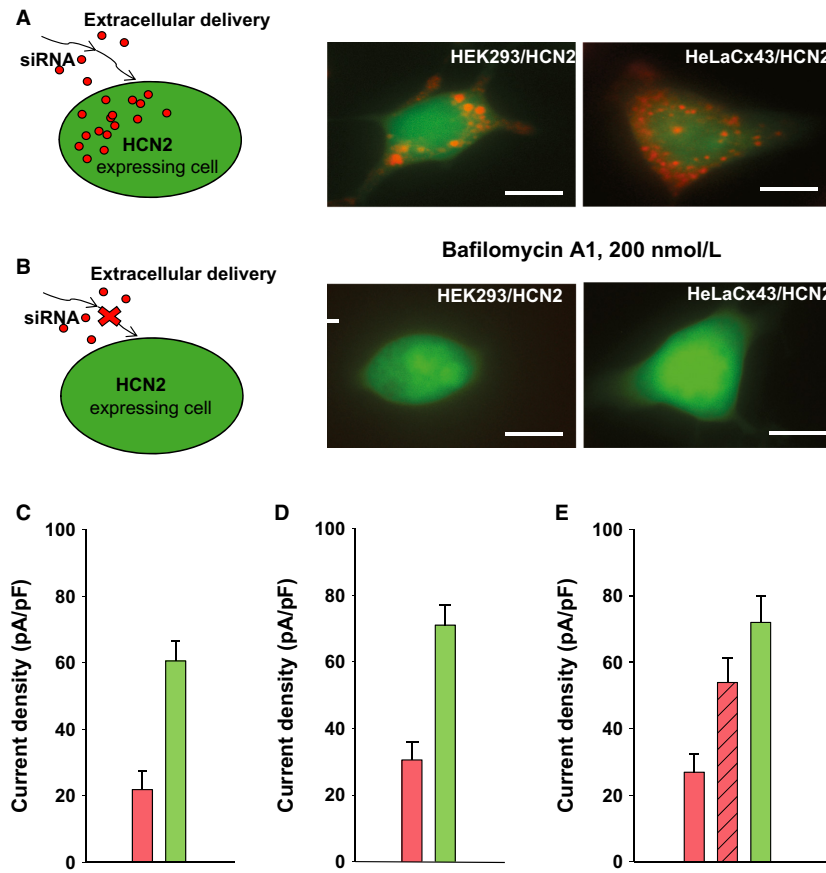 A
Extracellular delivery
siRNA
HCN2
expressing cell
HEK293/HCN2
HeLaCx43/HCN2
B
Extracellular delivery
siRNA
HCN2
expressing cell
Bafilomycin A1, 200 nmol/L
HEK293/HCN2
HeLaCx43/HCN2
C
Current density (pA/pF)
100
80
60
40
20
0
D
Current density (pA/pF)
100
80
60
40
20
0
E
Current density (pA/pF)
100
80
60
40
20
0